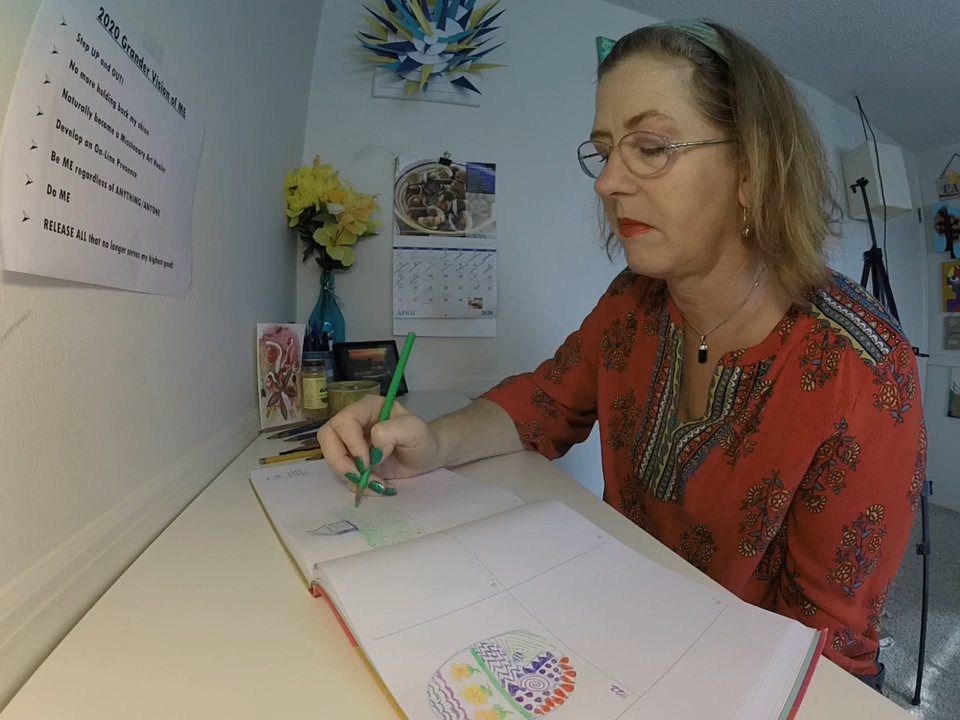 2020 Grander Vision of ME
Step UP and OUT!
No more holding back my shine
Naturally become a Missionary Art Healer
Develop an On-Line Presence
Be ME regardless of ANYTHING/ANYONE
Do ME
RELEASE ALL that no longer serves my highest good!
APRIL 2020